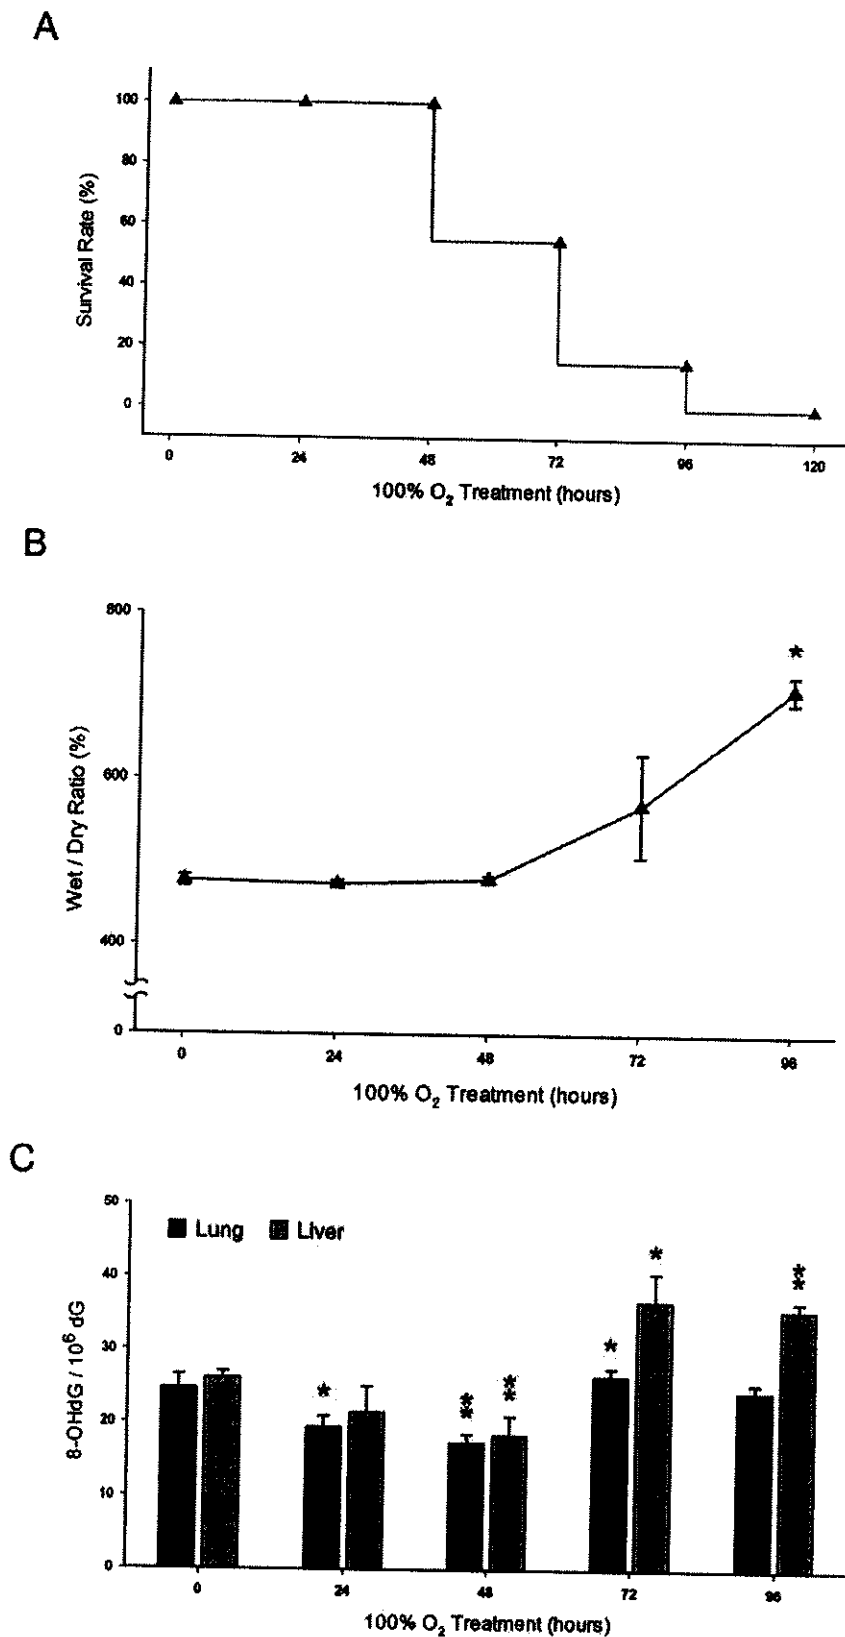 A
100
80
60
40
20
0
Survival Rate (%)
0 24 48 72 96 120
100% O₂ Treatment (hours)
B
800
600
400
0
Wet / Dry Ratio (%)
*
0 24 48 72 96
100% O₂ Treatment (hours)
C
50
40
30
20
10
0
8-OHdG / 10⁶ dG
Lung Liver
* ** ** * * **
0 24 48 72 96
100% O₂ Treatment (hours)